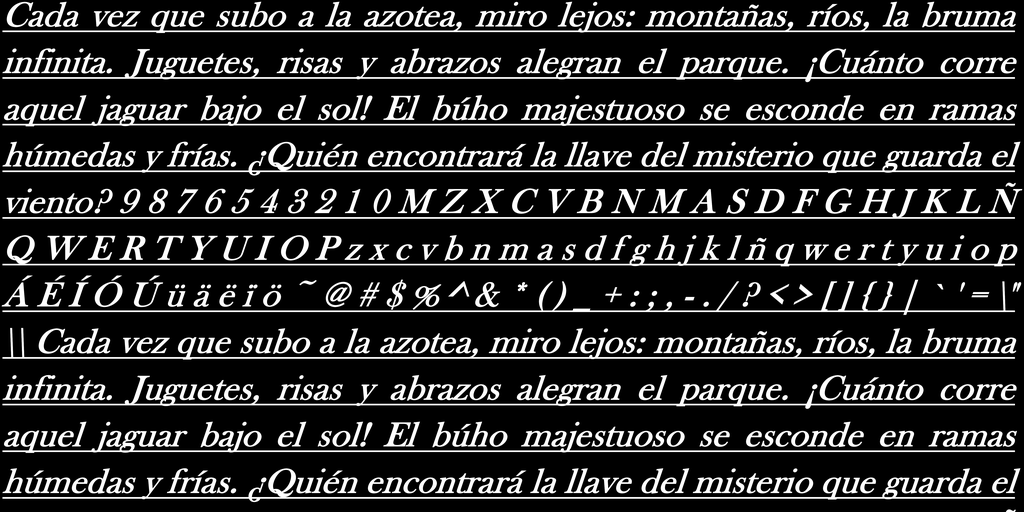 Cada vez que subo a la azotea, miro lejos: montañas, ríos, la bruma
infinita. Juguetes, risas y abrazos alegran el parque. ¡Cuánto corre
aquel jaguar bajo el sol! El búho majestuoso se esconde en ramas
húmedas y frías. ¿Quién encontrará la llave del misterio que guarda el
viento? 9 8 7 6 5 4 3 2 1 0 M Z X C V B N M A S D F G H J K L Ñ
Q W E R T Y U I O P z x c v b n m a s d f g h j k l ñ q w e r t y u i o p
Á É Í Ó Ú ü ä ë ï ö ~ @ # $ % ^ & * ( ) _ + : ; , - . / ? < > [ ] { } | ` ' = \"
\\ Cada vez que subo a la azotea, miro lejos: montañas, ríos, la bruma
infinita. Juguetes, risas y abrazos alegran el parque. ¡Cuánto corre
aquel jaguar bajo el sol! El búho majestuoso se esconde en ramas
húmedas y frías. ¿Quién encontrará la llave del misterio que guarda el